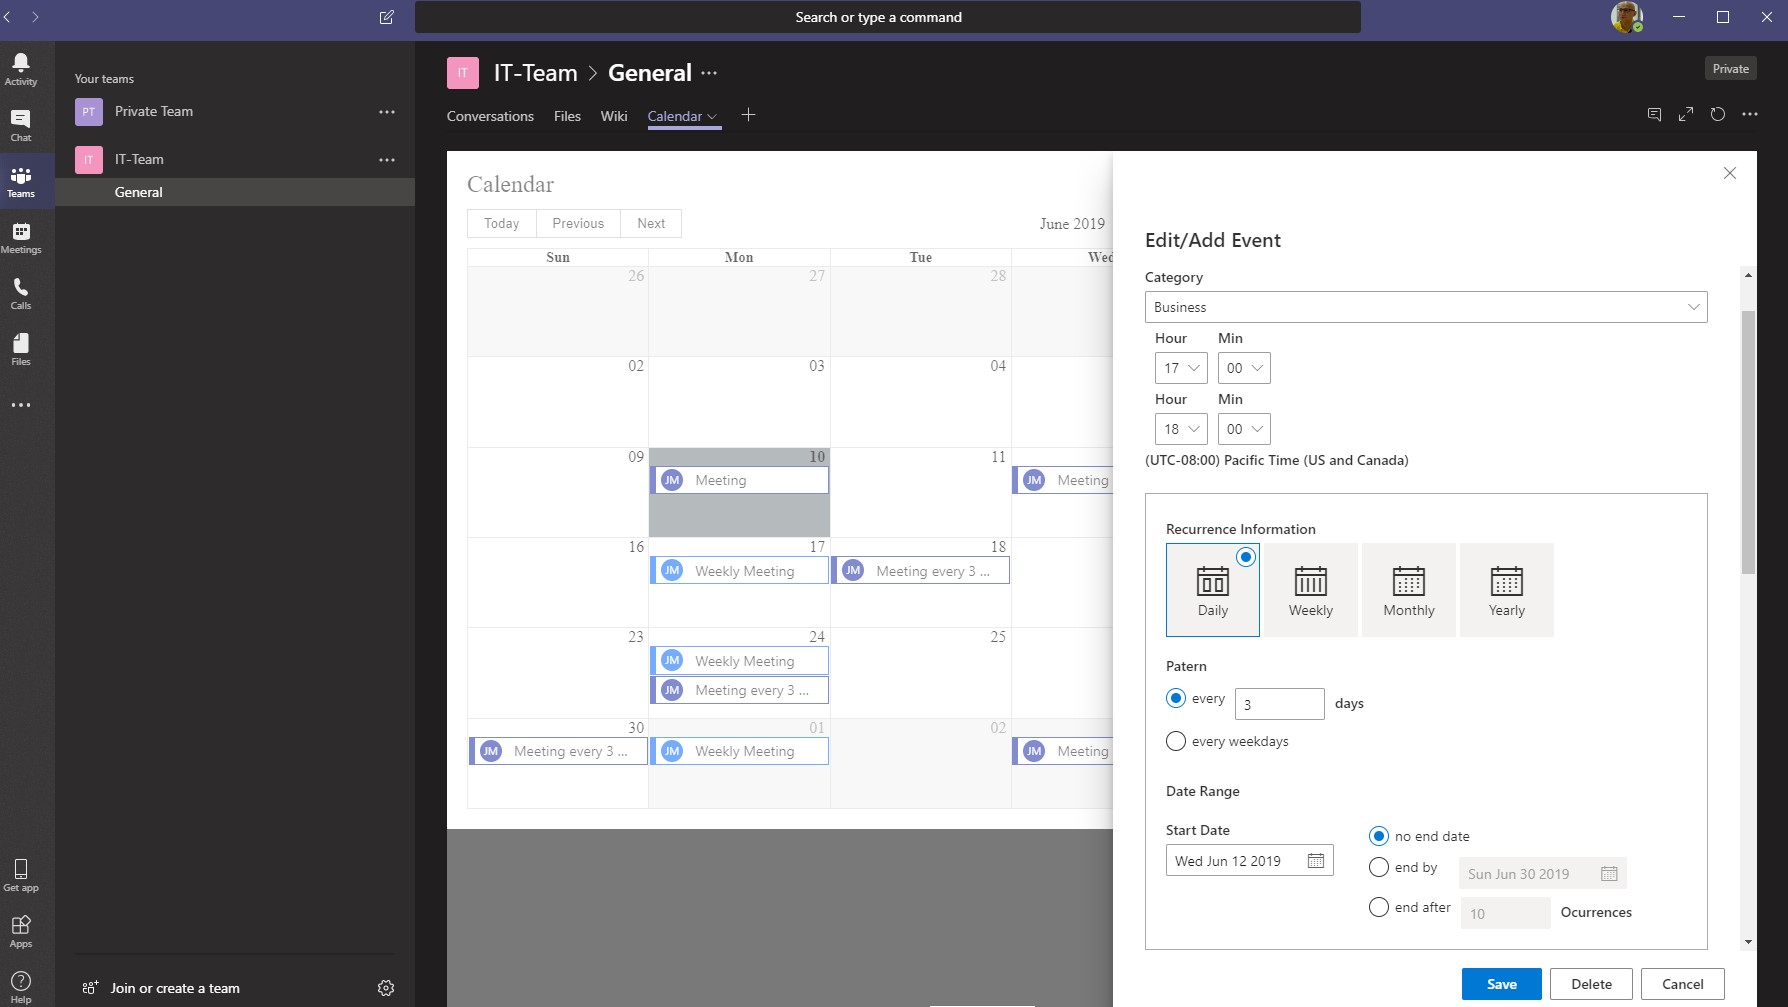 Search or type a command
Activity
Chat
Teams
Meetings
Calls
Files
Get app
Apps
Help
Your teams
PT Private Team
IT IT-Team
General
Join or create a team
IT IT-Team > General
Private
Conversations Files Wiki Calendar
Calendar
Today Previous Next
June 2019
Sun Mon Tue Wed
26 27 28
02 03 04
09 10 11
JM Meeting JM Meeting
16 17 18
JM Weekly Meeting JM Meeting every 3 ...
23 24 25
JM Weekly Meeting
JM Meeting every 3 ...
30 01 02
JM Meeting every 3 ... JM Weekly Meeting JM Meeting
Edit/Add Event
Category
Business
Hour Min
17 00
Hour Min
18 00
(UTC-08:00) Pacific Time (US and Canada)
Recurrence Information
Daily Weekly Monthly Yearly
Patern
every 3 days
every weekdays
Date Range
Start Date
Wed Jun 12 2019
no end date
end by Sun Jun 30 2019
end after 10 Ocurrences
Save Delete Cancel